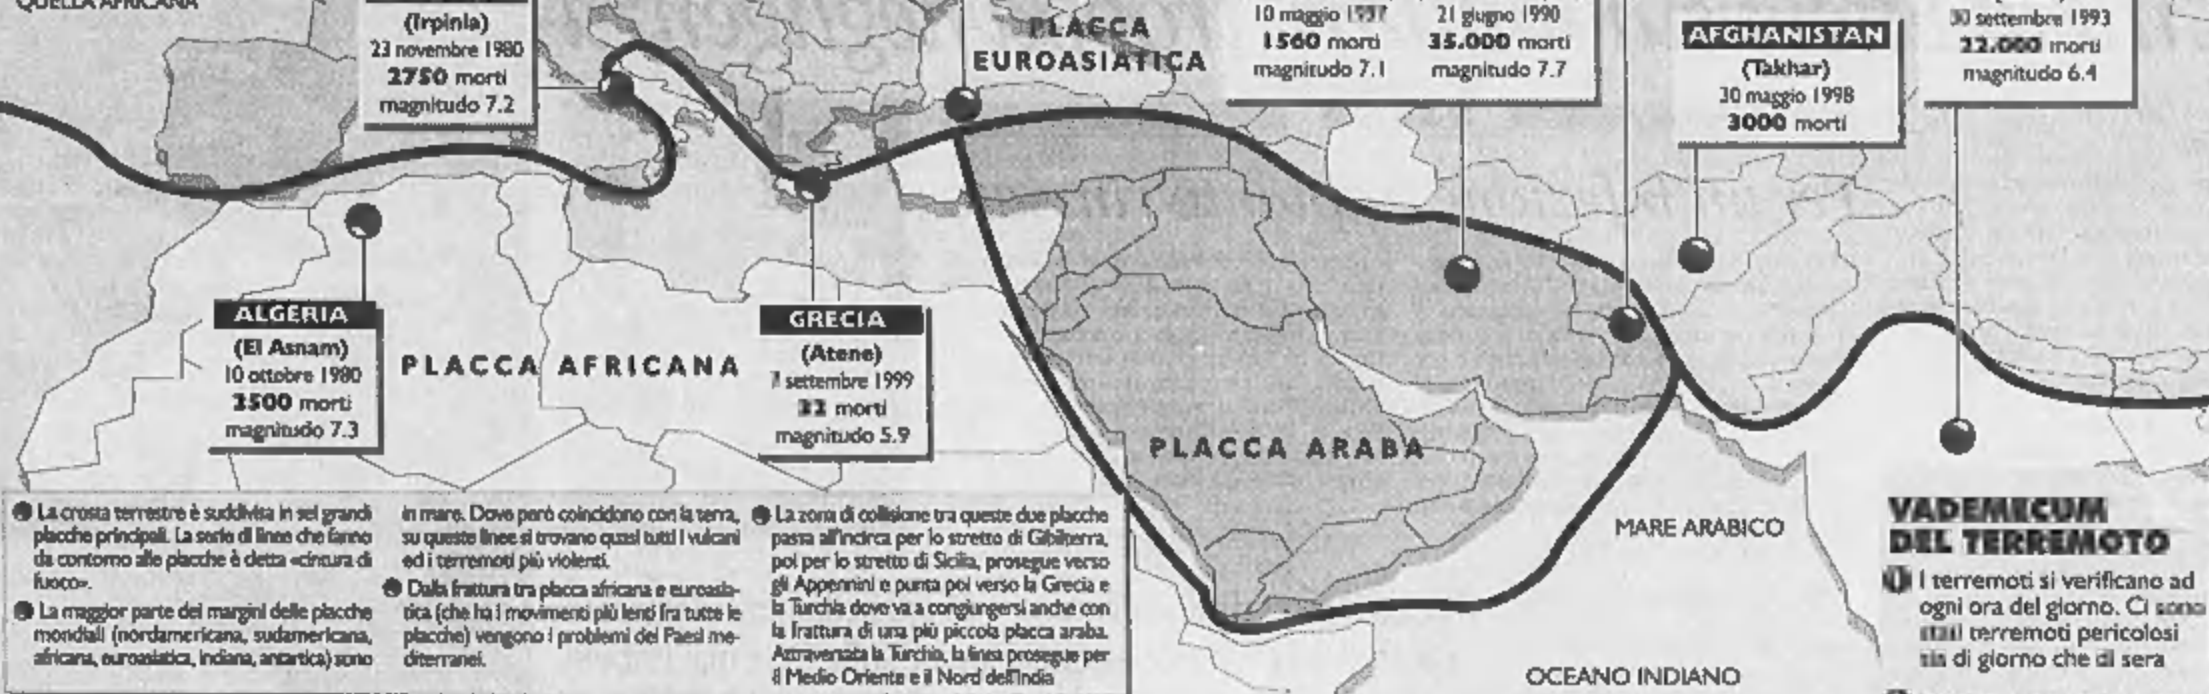 QUELLA AFRICANA
(Irpinia)
23 novembre 1980
2750 morti
magnitudo 7.2
PLACCA
EUROASIATICA
10 maggio 1997
1560 morti
magnitudo 7.1
21 giugno 1990
35.000 morti
magnitudo 7.7
AFGHANISTAN
(Takhar)
30 maggio 1998
3000 morti
30 settembre 1993
22.000 morti
magnitudo 6.4
ALGERIA
(El Asnam)
10 ottobre 1980
3500 morti
magnitudo 7.3
PLACCA AFRICANA
GRECIA
(Atene)
7 settembre 1999
32 morti
magnitudo 5.9
PLACCA ARABA
MARE ARABICO
OCEANO INDIANO
La crosta terrestre è suddivisa in sei grandi
placche principali. La serie di linee che fanno
da contorno alle placche è detta «cintura di
fuoco».
La maggior parte dei margini delle placche
mondiali (nordamericana, sudamericana,
africana, euroasiatica, indiana, antartica) sono
in mare. Dove però coincidono con la terra,
su queste linee si trovano quasi tutti i vulcani
ed i terremoti più violenti.
Dalla frattura tra placca africana e euroasia-
tica (che ha i movimenti più lenti fra tutte le
placche) vengono i problemi dei Paesi me-
diterranei.
La zona di collisione tra queste due placche
passa all'incirca per lo stretto di Gibilterra,
poi per lo stretto di Sicilia, prosegue verso
gli Appennini e punta poi verso la Grecia e
la Turchia dove va a congiungersi anche con
la frattura di una più piccola placca araba.
Attraversata la Turchia, la linea prosegue per
il Medio Oriente e il Nord dell'India
VADEMECUM
DEL TERREMOTO
I terremoti si verificano ad
ogni ora del giorno. Ci sono
stati terremoti pericolosi
sia di giorno che di sera